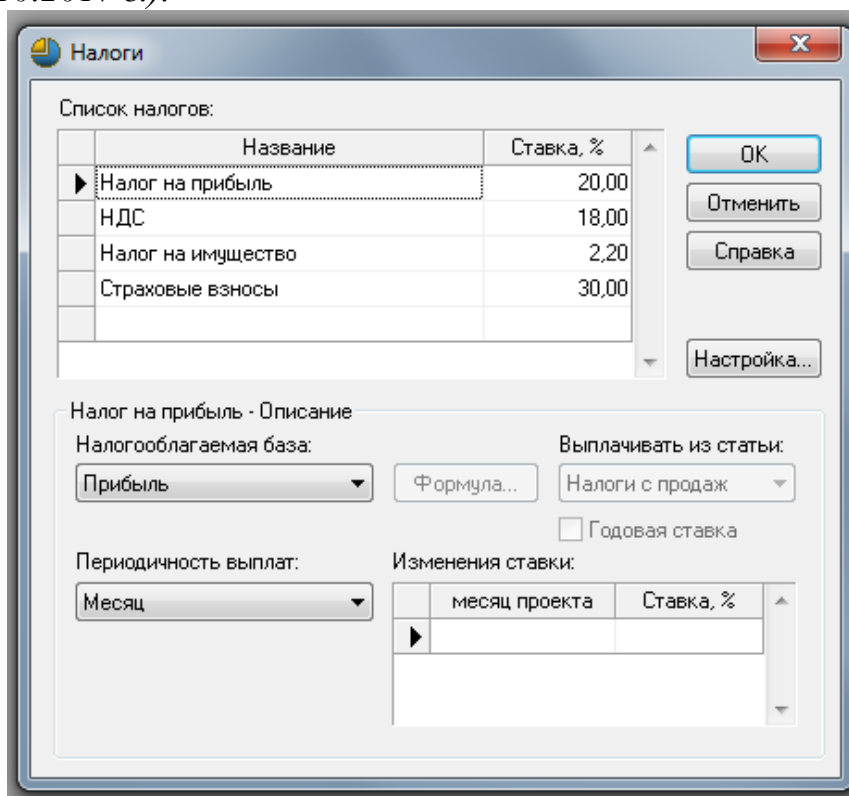 10.2017 г.).
Налоги
Список налогов:
Название Ставка, %
Налог на прибыль 20,00
НДС 18,00
Налог на имущество 2,20
Страховые взносы 30,00
OK
Отменить
Справка
Настройка...
Налог на прибыль - Описание
Налогооблагаемая база:
Прибыль
Формула...
Выплачивать из статьи:
Налоги с продаж
Годовая ставка
Периодичность выплат:
Месяц
Изменения ставки:
месяц проекта Ставка, %